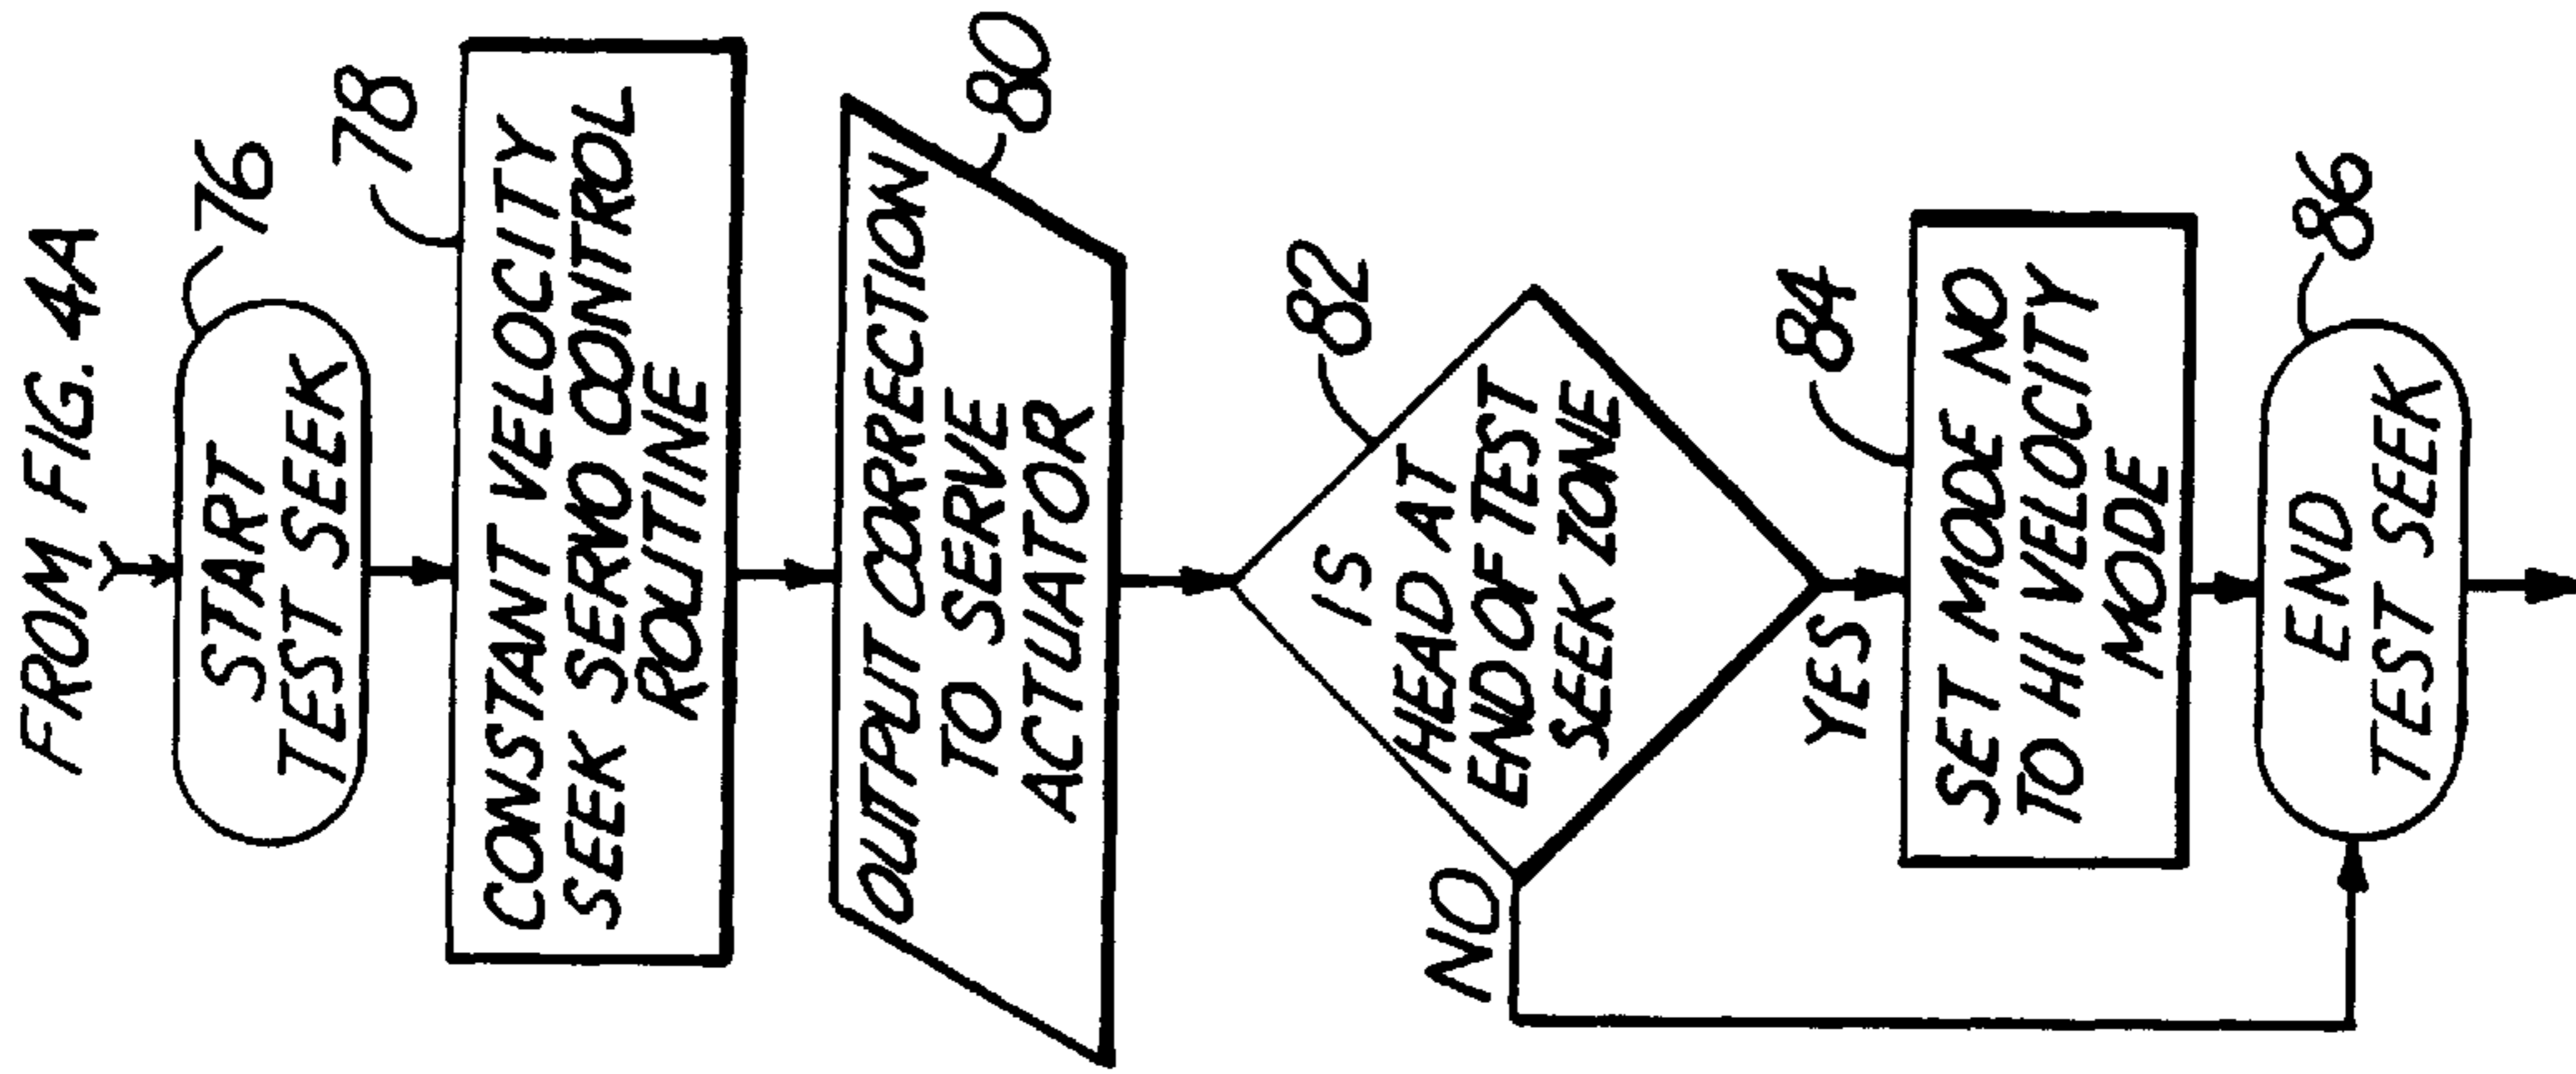 FROM FIG. 4A
76
START
TEST SEEK
78
CONSTANT VELOCITY
SEEK SERVO CONTROL
ROUTINE
80
OUTPUT CORRECTION
TO SERVE
ACTUATOR
82
IS
HEAD AT
END OF TEST
SEEK ZONE
NO
YES
84
SET MODE NO
TO HI VELOCITY
MODE
86
END
TEST SEEK